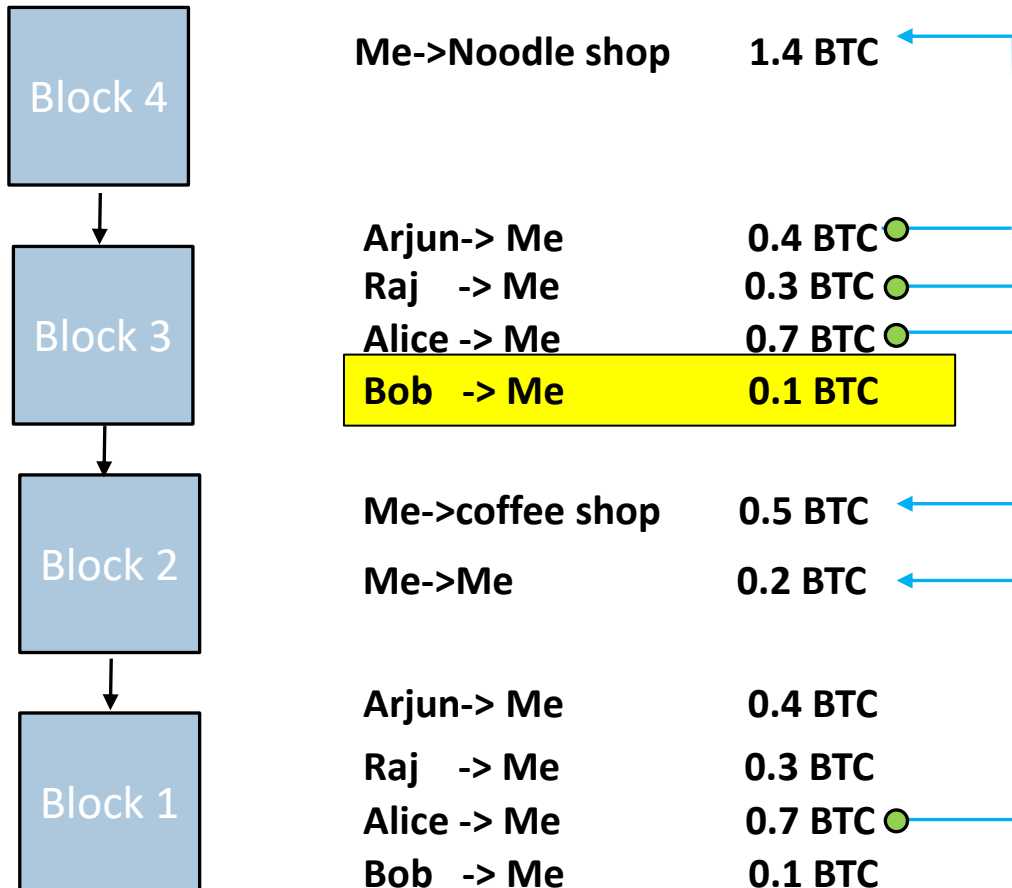 Block 4
Me->Noodle shop 1.4 BTC
Block 3
Arjun-> Me 0.4 BTC
Raj -> Me 0.3 BTC
Alice -> Me 0.7 BTC
Bob -> Me 0.1 BTC
Block 2
Me->coffee shop 0.5 BTC
Me->Me 0.2 BTC
Block 1
Arjun-> Me 0.4 BTC
Raj -> Me 0.3 BTC
Alice -> Me 0.7 BTC
Bob -> Me 0.1 BTC